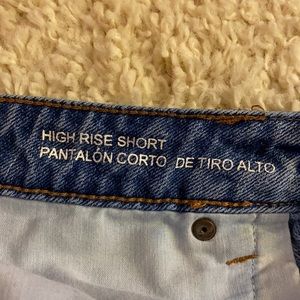 HIGH RISE SHORT
PANTALÓN CORTO DE TIRO ALTO